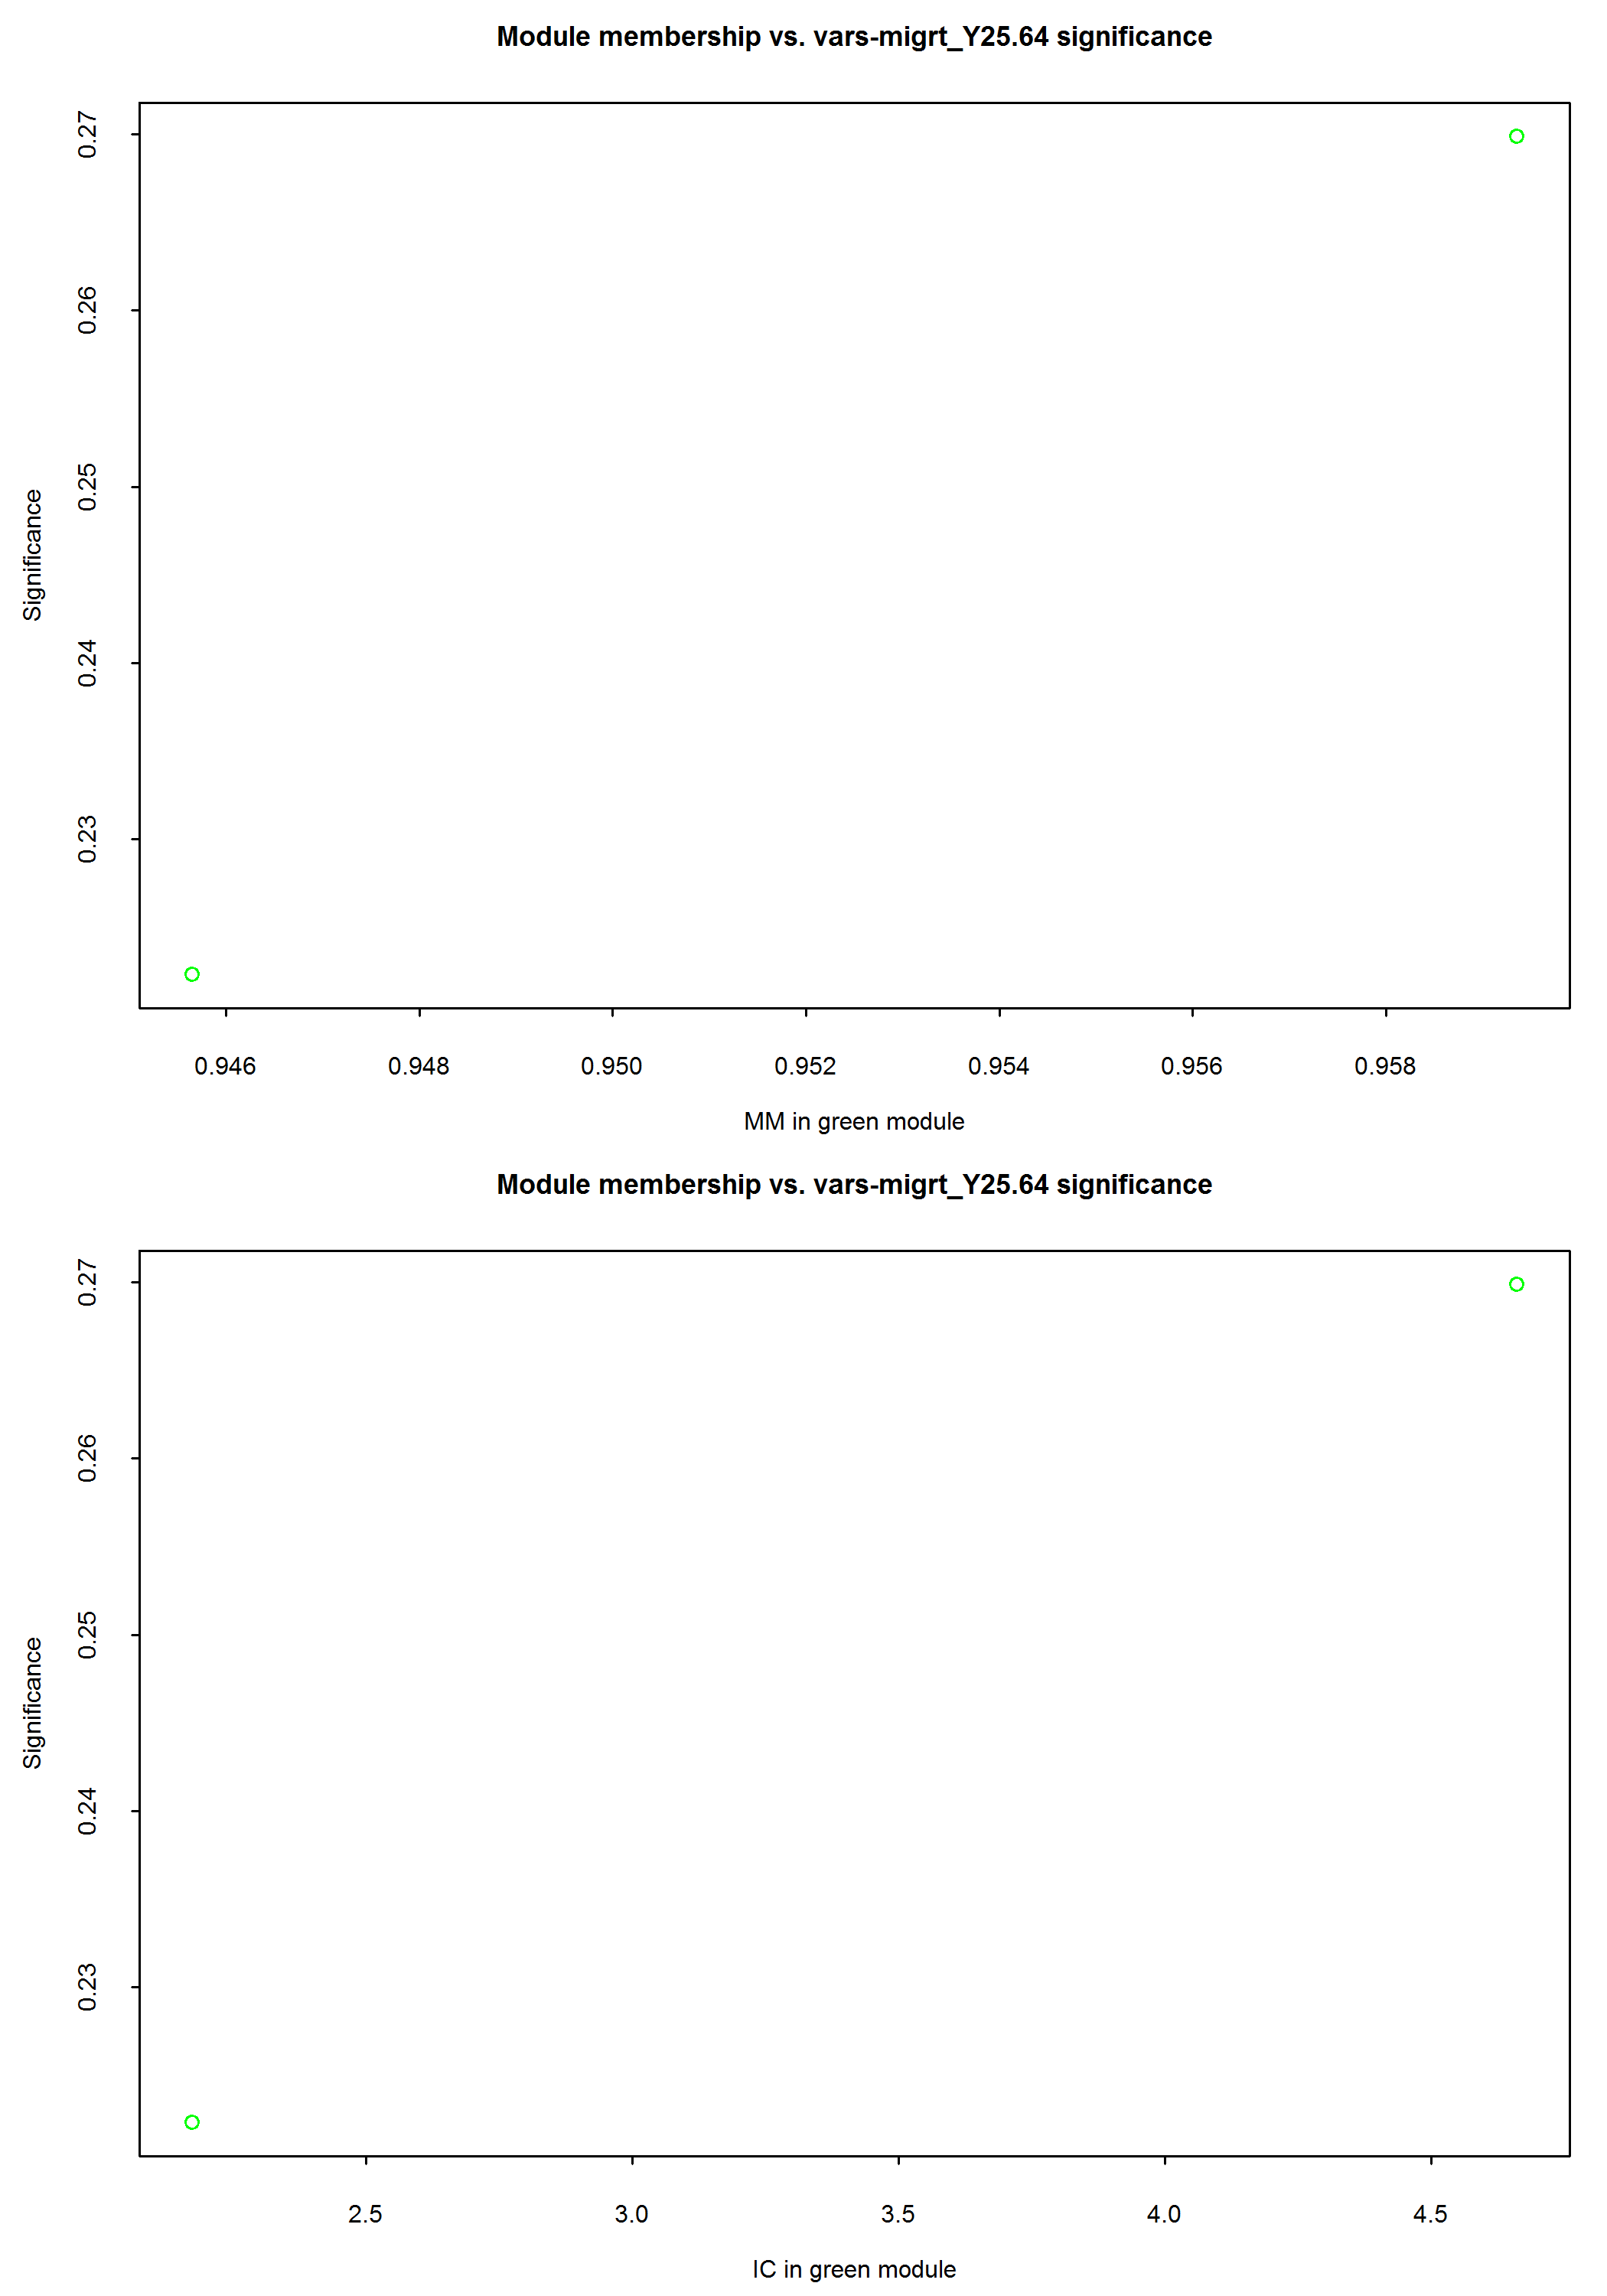 Module membership vs. vars-migrt_Y25.64 significance
0.27
0.26
0.25
0.24
0.23
Significance
0.946 0.948 0.950 0.952 0.954 0.956 0.958
MM in green module
Module membership vs. vars-migrt_Y25.64 significance
0.27
0.26
0.25
0.24
0.23
Significance
2.5 3.0 3.5 4.0 4.5
IC in green module